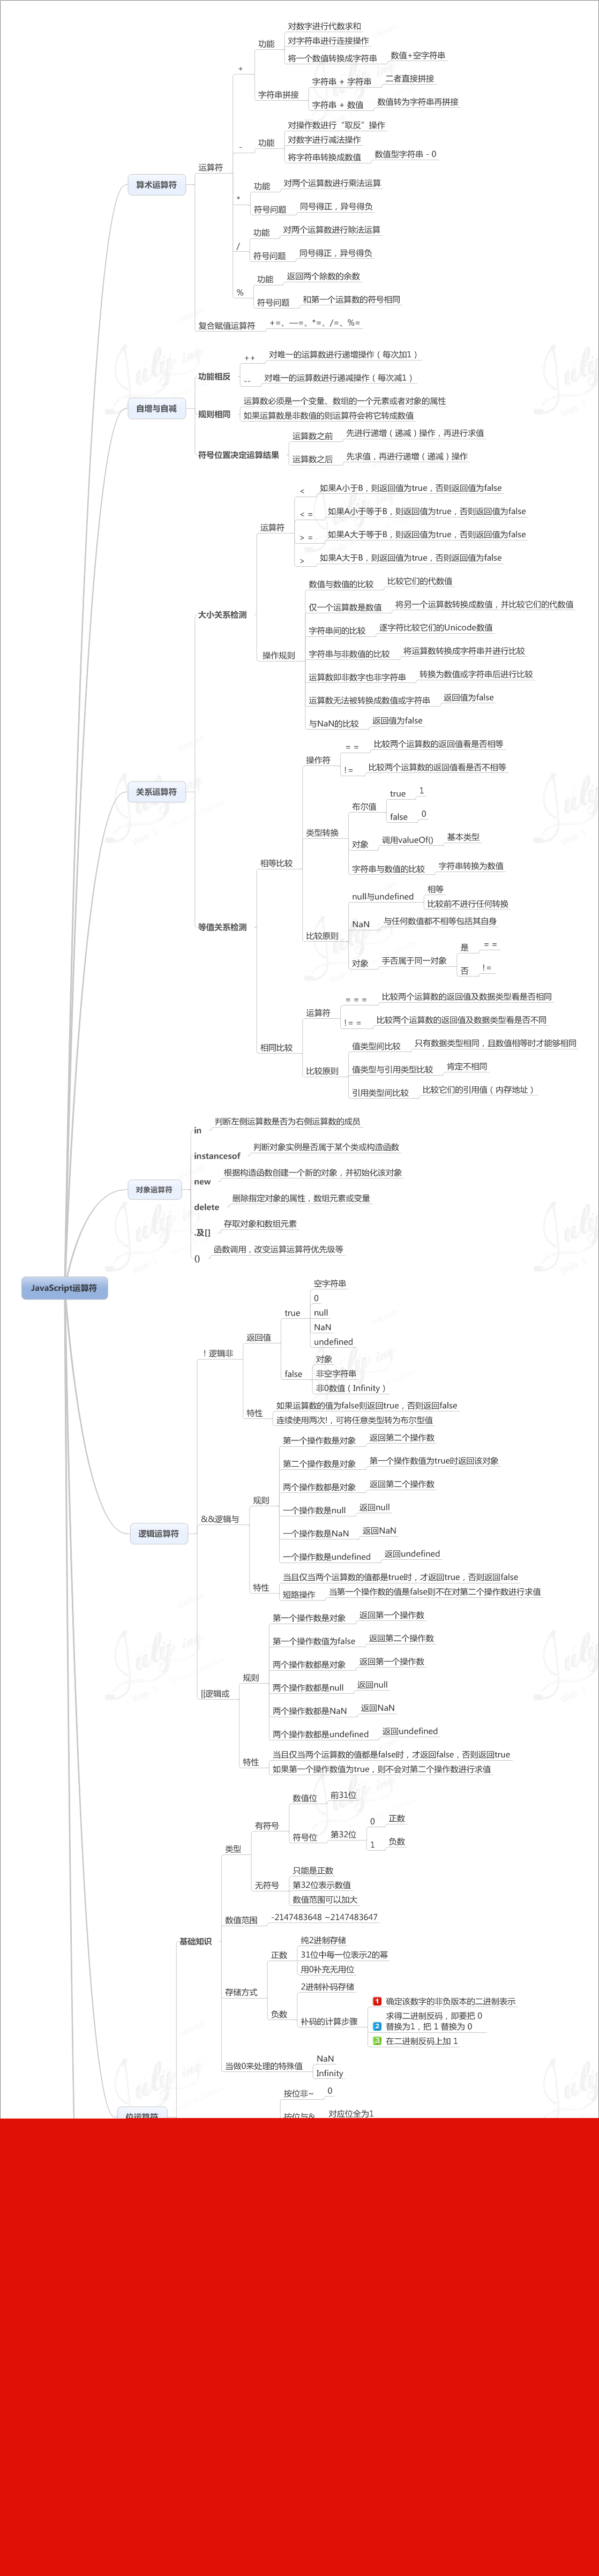 对数字进行代数求和
功能
对字符串进行连接操作
将一个数值转换成字符串
数值+空字符串
+
字符串拼接
字符串 + 字符串
二者直接拼接
字符串 + 数值
数值转为字符串再拼接
运算符
-
功能
对操作数进行“取反”操作
对数字进行减法操作
将字符串转换成数值
数值型字符串 - 0
算术运算符
*
功能
对两个运算数进行乘法运算
符号问题
同号得正，异号得负
/
功能
对两个运算数进行除法运算
符号问题
同号得正，异号得负
%
功能
返回两个除数的余数
符号问题
和第一个运算数的符号相同
复合赋值运算符
+=、—=、*=、/=、%=
自增与自减
功能相反
++
对唯一的运算数进行递增操作（每次加1）
--
对唯一的运算数进行递减操作（每次减1）
规则相同
运算数必须是一个变量、数组的一个元素或者对象的属性
如果运算数是非数值的则运算符会将它转成数值
符号位置决定运算结果
运算数之前
先进行递增（递减）操作，再进行求值
运算数之后
先求值，再进行递增（递减）操作
关系运算符
大小关系检测
运算符
<
如果A小于B，则返回值为true，否则返回值为false
< =
如果A小于等于B，则返回值为true，否则返回值为false
> =
如果A大于等于B，则返回值为true，否则返回值为false
>
如果A大于B，则返回值为true，否则返回值为false
操作规则
数值与数值的比较
比较它们的代数值
仅一个运算数是数值
将另一个运算数转换成数值，并比较它们的代数值
字符串间的比较
逐字符比较它们的Unicode数值
字符串与非数值的比较
将运算数转换成字符串并进行比较
运算数即非数字也非字符串
转换为数值或字符串后进行比较
运算数无法被转换成数值或字符串
返回值为false
与NaN的比较
返回值为false
等值关系检测
相等比较
操作符
= =
比较两个运算数的返回值看是否相等
! =
比较两个运算数的返回值看是否不相等
类型转换
布尔值
true
1
false
0
对象
调用valueOf()
基本类型
字符串与数值的比较
字符串转换为数值
比较原则
null与undefined
相等
比较前不进行任何转换
NaN
与任何数值都不相等包括其自身
对象
手否属于同一对象
是
= =
否
! =
相同比较
运算符
= = =
比较两个运算数的返回值及数据类型看是否相同
! = =
比较两个运算数的返回值及数据类型看是否不同
比较原则
值类型间比较
只有数据类型相同，且数值相等时才能够相同
值类型与引用类型比较
肯定不相同
引用类型间比较
比较它们的引用值（内存地址）
对象运算符
in
判断左侧运算数是否为右侧运算数的成员
instancesof
判断对象实例是否属于某个类或构造函数
new
根据构造函数创建一个新的对象，并初始化该对象
delete
删除指定对象的属性，数组元素或变量
.及[]
存取对象和数组元素
()
函数调用，改变运算运算符优先级等
JavaScript运算符
逻辑运算符
！逻辑非
返回值
true
空字符串
0
null
NaN
undefined
false
对象
非空字符串
非0数值（Infinity）
特性
如果运算数的值为false则返回true，否则返回false
连续使用两次!，可将任意类型转为布尔型值
&&逻辑与
规则
第一个操作数是对象
返回第二个操作数
第二个操作数是对象
第一个操作数值为true时返回该对象
两个操作数都是对象
返回第二个操作数
一个操作数是null
返回null
一个操作数是NaN
返回NaN
一个操作数是undefined
返回undefined
特性
当且仅当两个运算数的值都是true时，才返回true，否则返回false
短路操作
当第一个操作数的值是false则不在对第二个操作数进行求值
||逻辑或
规则
第一个操作数是对象
返回第一个操作数
第一个操作数值为false
返回第二个操作数
两个操作数都是对象
返回第一个操作数
两个操作数都是null
返回null
两个操作数都是NaN
返回NaN
两个操作数都是undefined
返回undefined
特性
当且仅当两个运算数的值都是false时，才返回false，否则返回true
如果第一个操作数值为true，则不会对第二个操作数进行求值
位运算符
基础知识
类型
有符号
数值位
前31位
符号位
第32位
0
正数
1
负数
无符号
只能是正数
第32位表示数值
数值范围可以加大
数值范围
-2147483648 ~2147483647
存储方式
正数
纯2进制存储
31位中每一位表示2的幂
用0补充无用位
负数
2进制补码存储
补码的计算步骤
1 确定该数字的非负版本的二进制表示
2 求得二进制反码，即要把 0
替换为1，把 1 替换为 0
3 在二进制反码上加 1
当做0来处理的特殊值
NaN
Infinity
按位非~
0
按位与&
对应位全为1